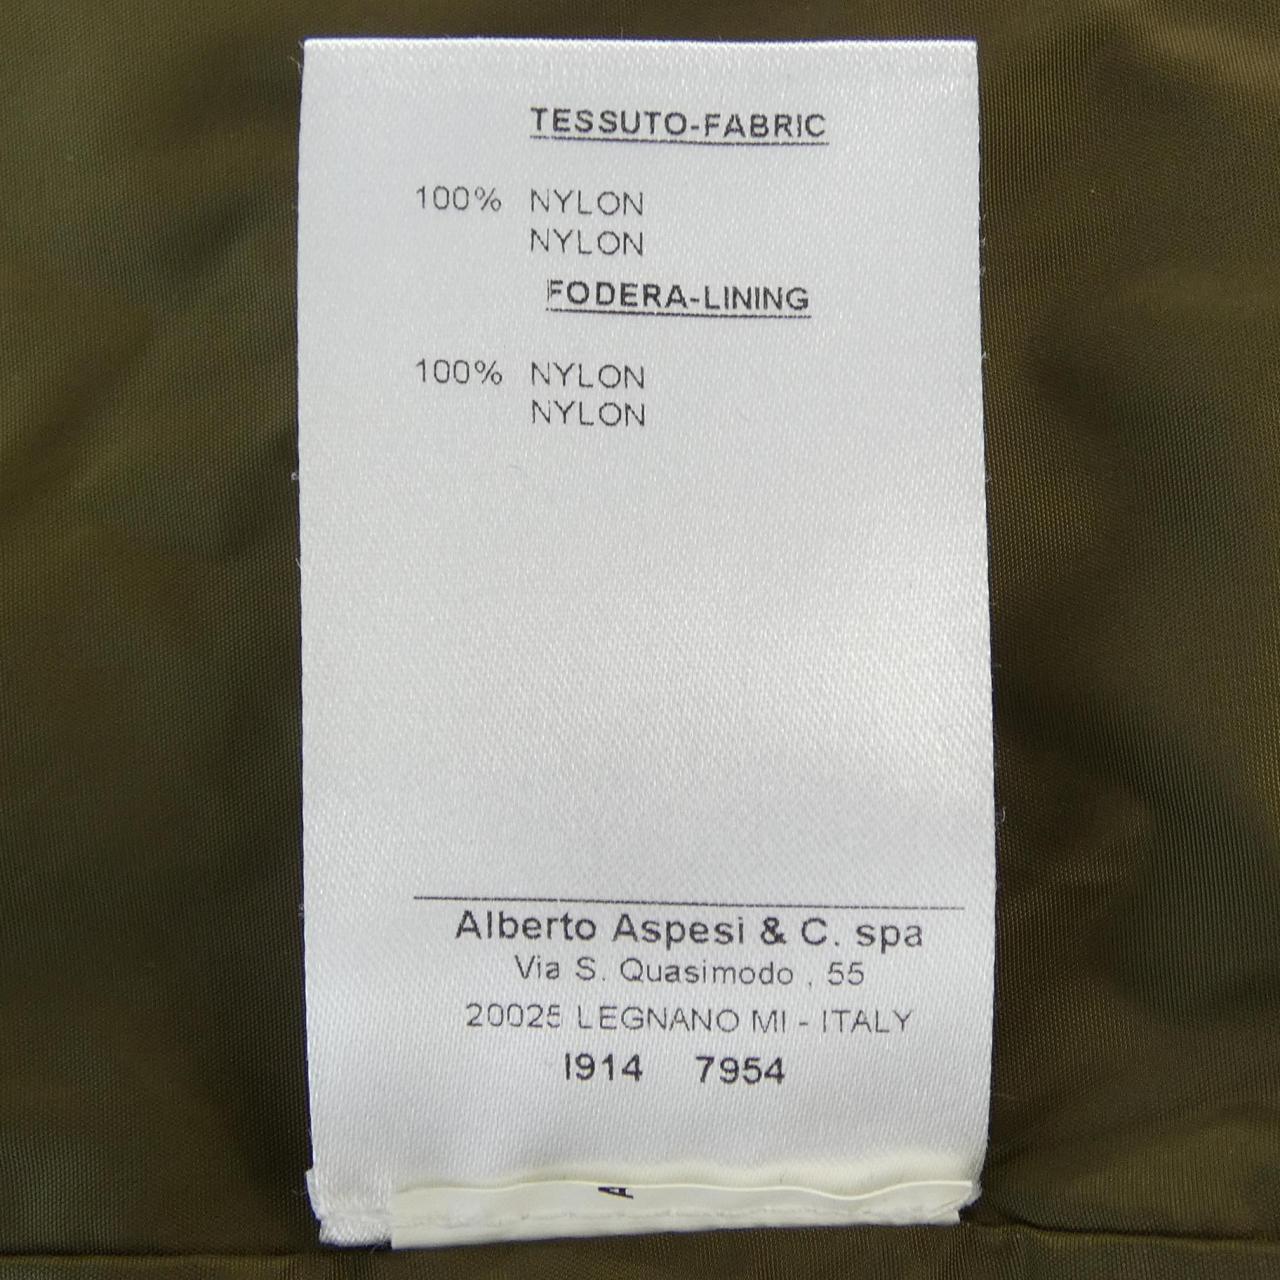 TESSUTO-FABRIC
100% NYLON
NYLON
FODERA-LINING
100% NYLON
NYLON
Alberto Aspesi & C. spa
Via S. Quasimodo , 55
20025 LEGNANO MI - ITALY
I914 7954
A